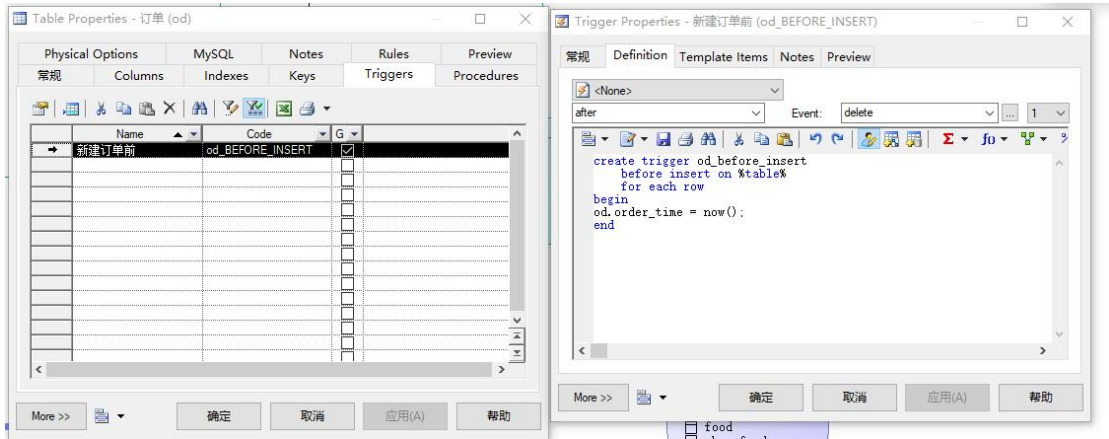 Table Properties - 订单 (od)
Physical Options MySQL Notes Rules Preview
常规 Columns Indexes Keys Triggers Procedures
Name Code G
新建订单前 od_BEFORE_INSERT
More >> 确定 取消 应用(A) 帮助
Trigger Properties - 新建订单前 (od_BEFORE_INSERT)
常规 Definition Template Items Notes Preview
<None>
after Event: delete ... 1
create trigger od_before_insert
before insert on %table%
for each row
begin
od.order_time = now();
end
More >> 确定 取消 应用(A) 帮助
food